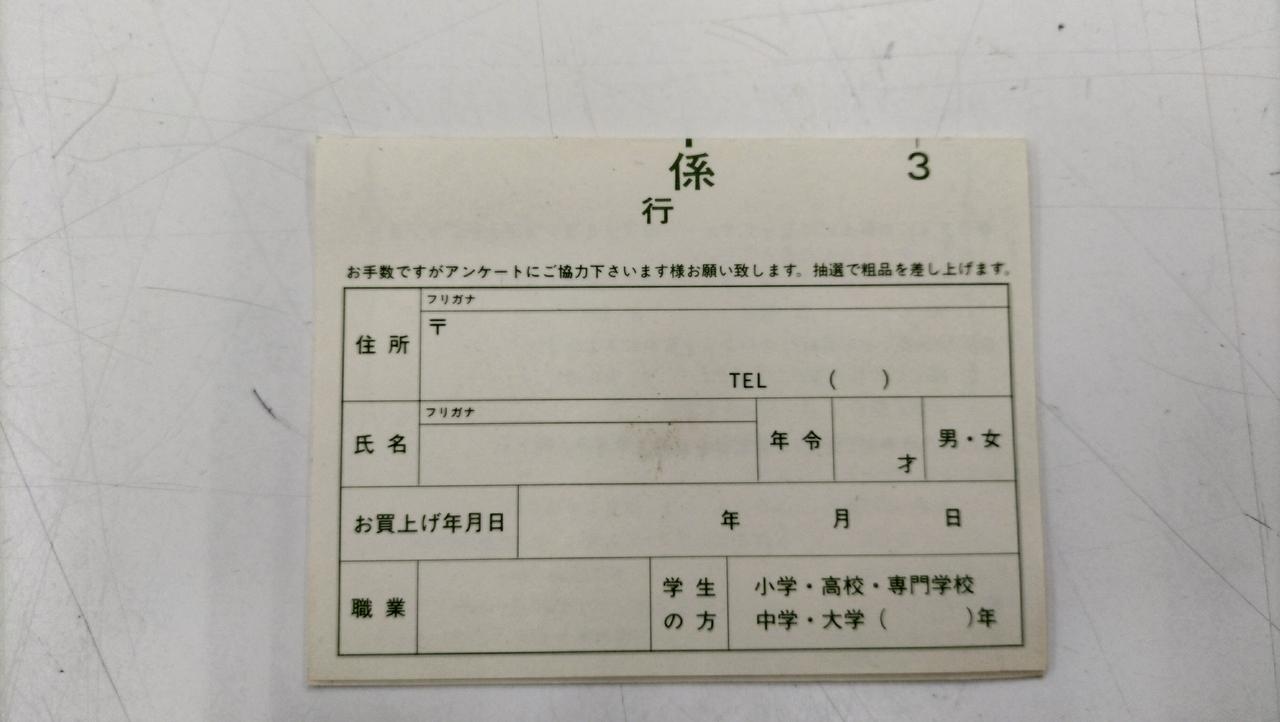 係 3
行
お手数ですがアンケートにご協力下さいます様お願い致します。抽選で粗品を差し上げます。
フリガナ
住所 〒
TEL ( )
フリガナ
氏名 年令 才 男・女
お買上げ年月日 年 月 日
職業 学生の方 小学・高校・専門学校
中学・大学 ( )年